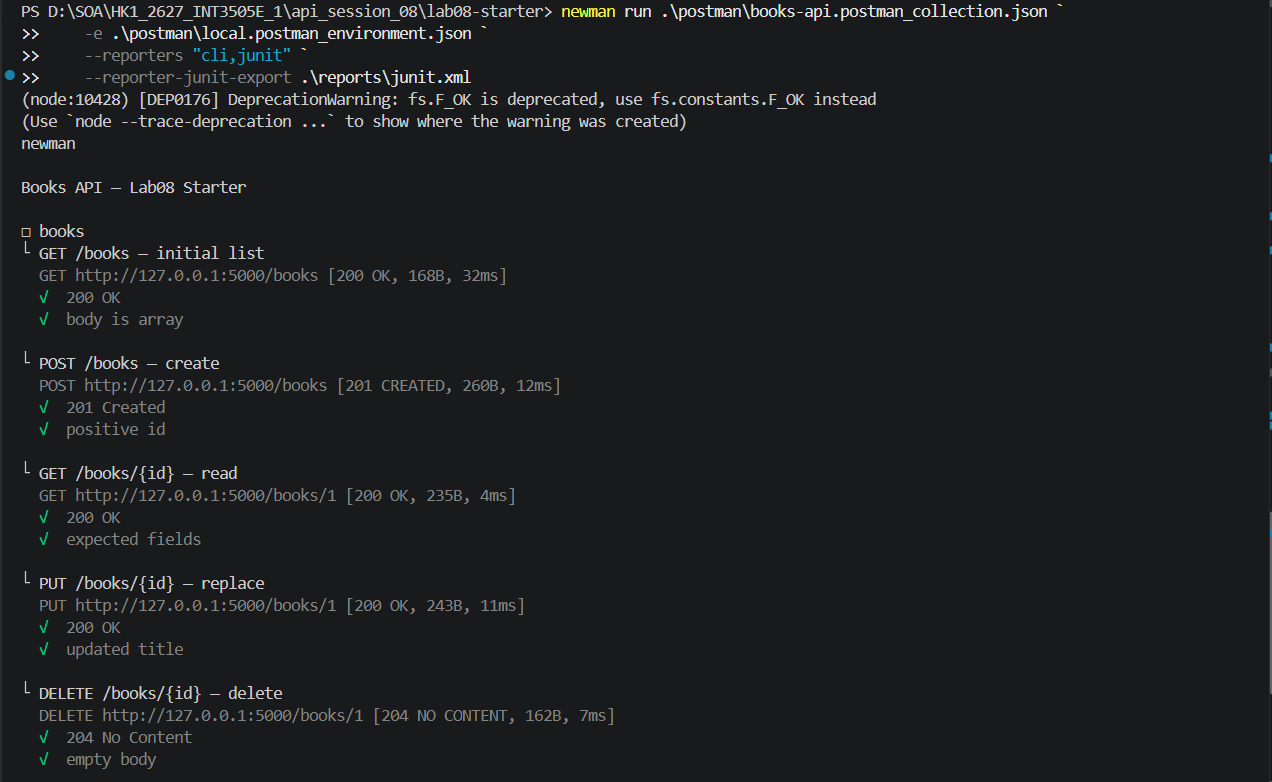 PS D:\SOA\HK1_2627_INT3505E_1\api_session_08\lab08-starter> newman run .\postman\books-api.postman_collection.json `
>>     -e .\postman\local.postman_environment.json `
>>     --reporters "cli,junit" `
>>     --reporter-junit-export .\reports\junit.xml
(node:10428) [DEP0176] DeprecationWarning: fs.F_OK is deprecated, use fs.constants.F_OK instead
(Use `node --trace-deprecation ...` to show where the warning was created)
newman
Books API — Lab08 Starter
□ books
└ GET /books — initial list
GET http://127.0.0.1:5000/books [200 OK, 168B, 32ms]
√  200 OK
√  body is array
└ POST /books — create
POST http://127.0.0.1:5000/books [201 CREATED, 260B, 12ms]
√  201 Created
√  positive id
└ GET /books/{id} — read
GET http://127.0.0.1:5000/books/1 [200 OK, 235B, 4ms]
√  200 OK
√  expected fields
└ PUT /books/{id} — replace
PUT http://127.0.0.1:5000/books/1 [200 OK, 243B, 11ms]
√  200 OK
√  updated title
└ DELETE /books/{id} — delete
DELETE http://127.0.0.1:5000/books/1 [204 NO CONTENT, 162B, 7ms]
√  204 No Content
√  empty body